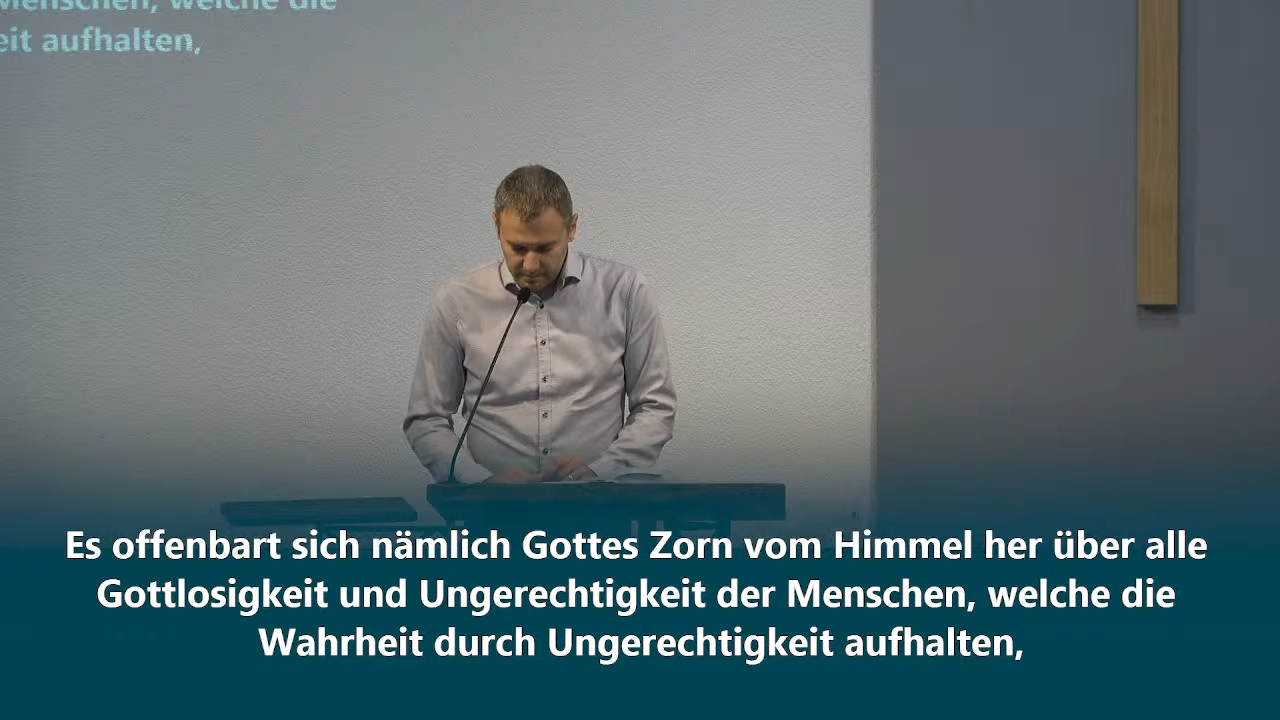 Menschen, welche die
eit aufhalten,
Es offenbart sich nämlich Gottes Zorn vom Himmel her über alle
Gottlosigkeit und Ungerechtigkeit der Menschen, welche die
Wahrheit durch Ungerechtigkeit aufhalten,